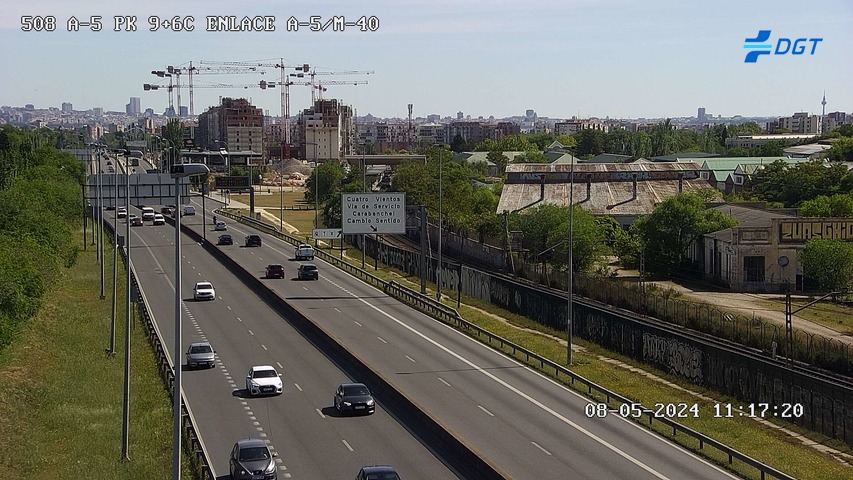 508 A-5 PK 9+6C ENLACE A-5/M-40
DGT
Cuatro Vientos
Vía de Servicio
Carabanchel
Cambio Sentido
08-05-2024 11:17:20